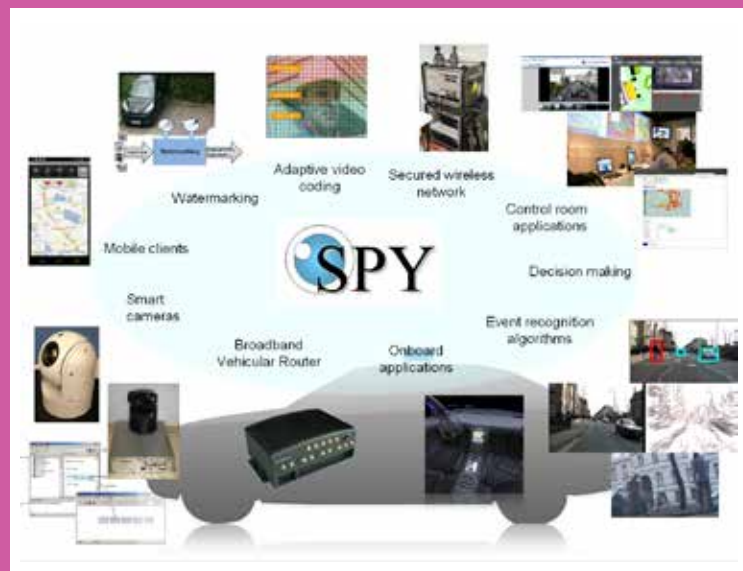 Adaptive video
coding
Secured wireless
network
Watermarking
Control room
applications
Mobile clients
SPY
Decision making
Smart
cameras
Event recognition
algorithms
Broadband
Vehicular Router
Onboard
applications